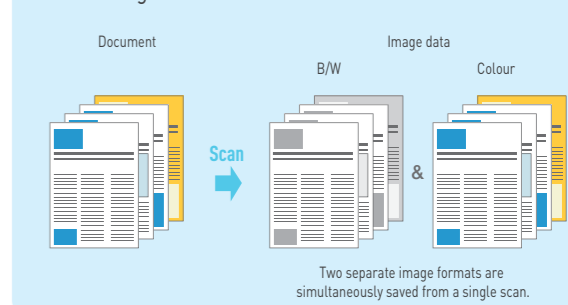 Document
Image data
B/W
Colour
Scan
&
Two separate image formats are
simultaneously saved from a single scan.